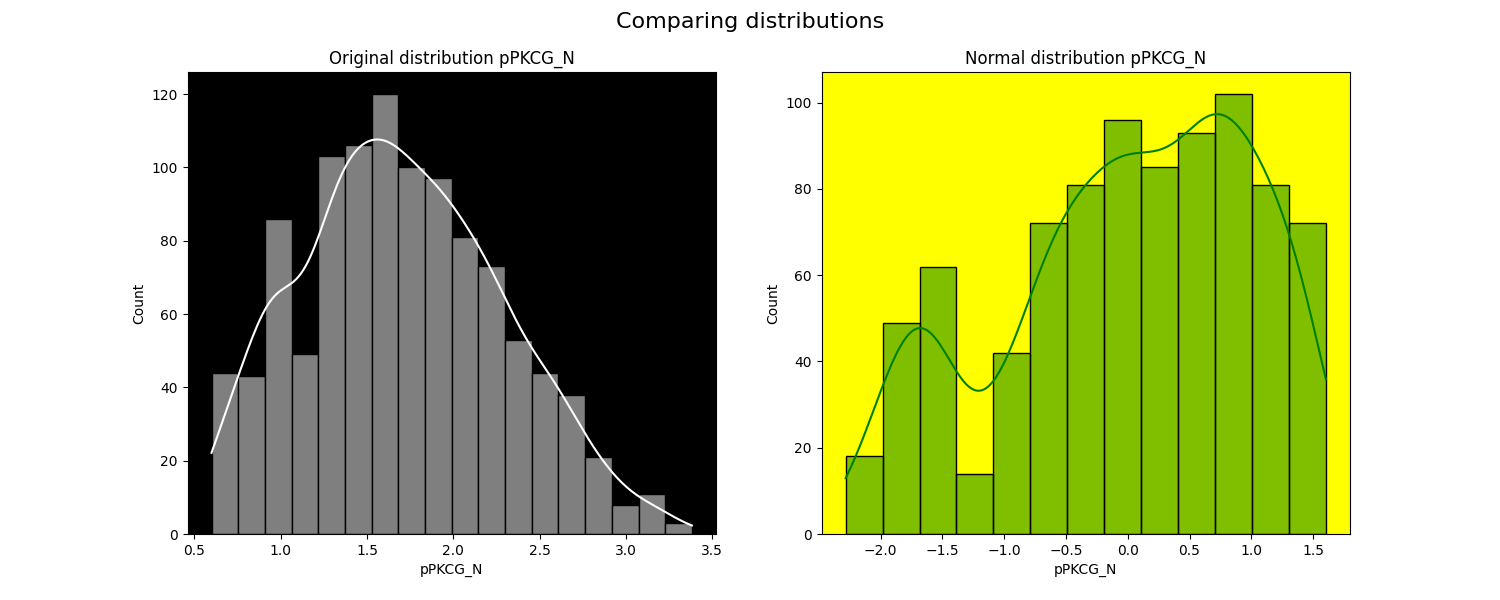 Comparing distributions
Original distribution pPKCG_N
120
100
80
60
40
20
0
Count
0.5 1.0 1.5 2.0 2.5 3.0 3.5
pPKCG_N
Normal distribution pPKCG_N
100
80
60
40
20
0
Count
−2.0 −1.5 −1.0 −0.5 0.0 0.5 1.0 1.5
pPKCG_N